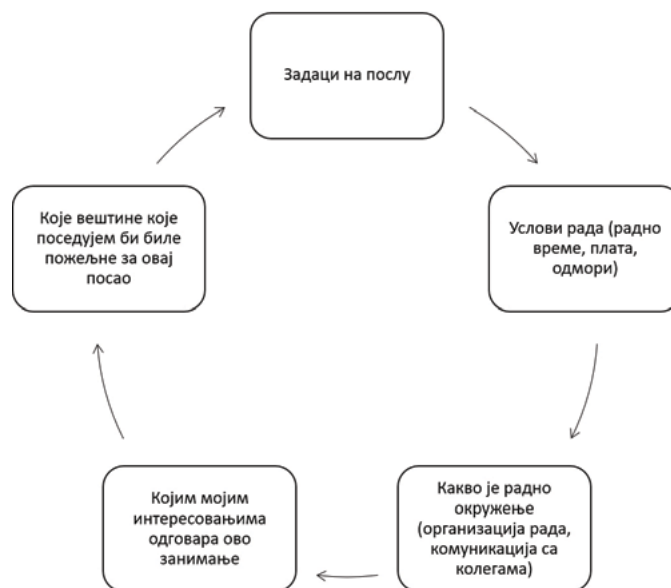 Задаци на послу
Услови рада (радно
време, плата,
одмори)
Какво је радно
окружење
(организација рада,
комуникација са
колегама)
Којим мојим
интересовањима
одговара ово
занимање
Које вештине које
поседујем би биле
пожељне за овај
посао